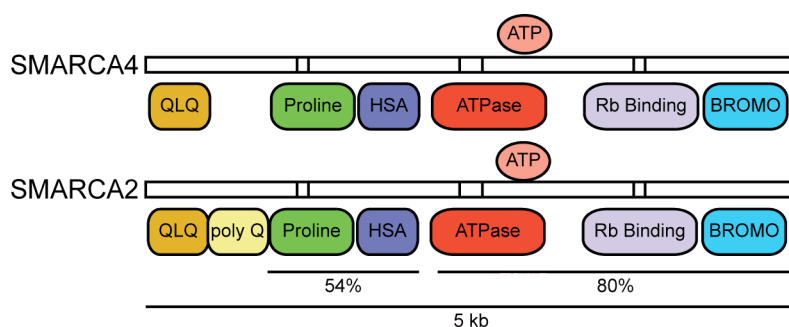 ATP
SMARCA4
QLQ Proline HSA ATPase Rb Binding BROMO
ATP
SMARCA2
QLQ poly Q Proline HSA ATPase Rb Binding BROMO
54% 80%
5 kb